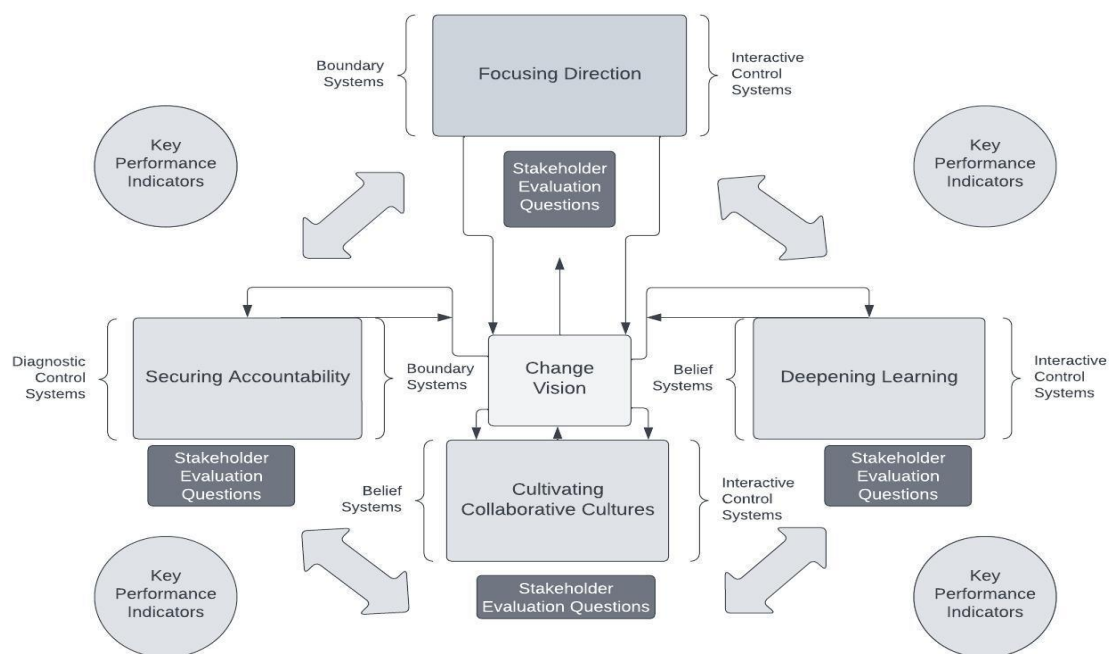 Boundary
Systems
Focusing Direction
Interactive
Control
Systems
Key
Performance
Indicators
Stakeholder
Evaluation
Questions
Key
Performance
Indicators
Diagnostic
Control
Systems
Securing Accountability
Boundary
Systems
Change
Vision
Belief
Systems
Deepening Learning
Interactive
Control
Systems
Stakeholder
Evaluation
Questions
Belief
Systems
Cultivating
Collaborative Cultures
Interactive
Control
Systems
Stakeholder
Evaluation
Questions
Key
Performance
Indicators
Stakeholder
Evaluation Questions
Key
Performance
Indicators